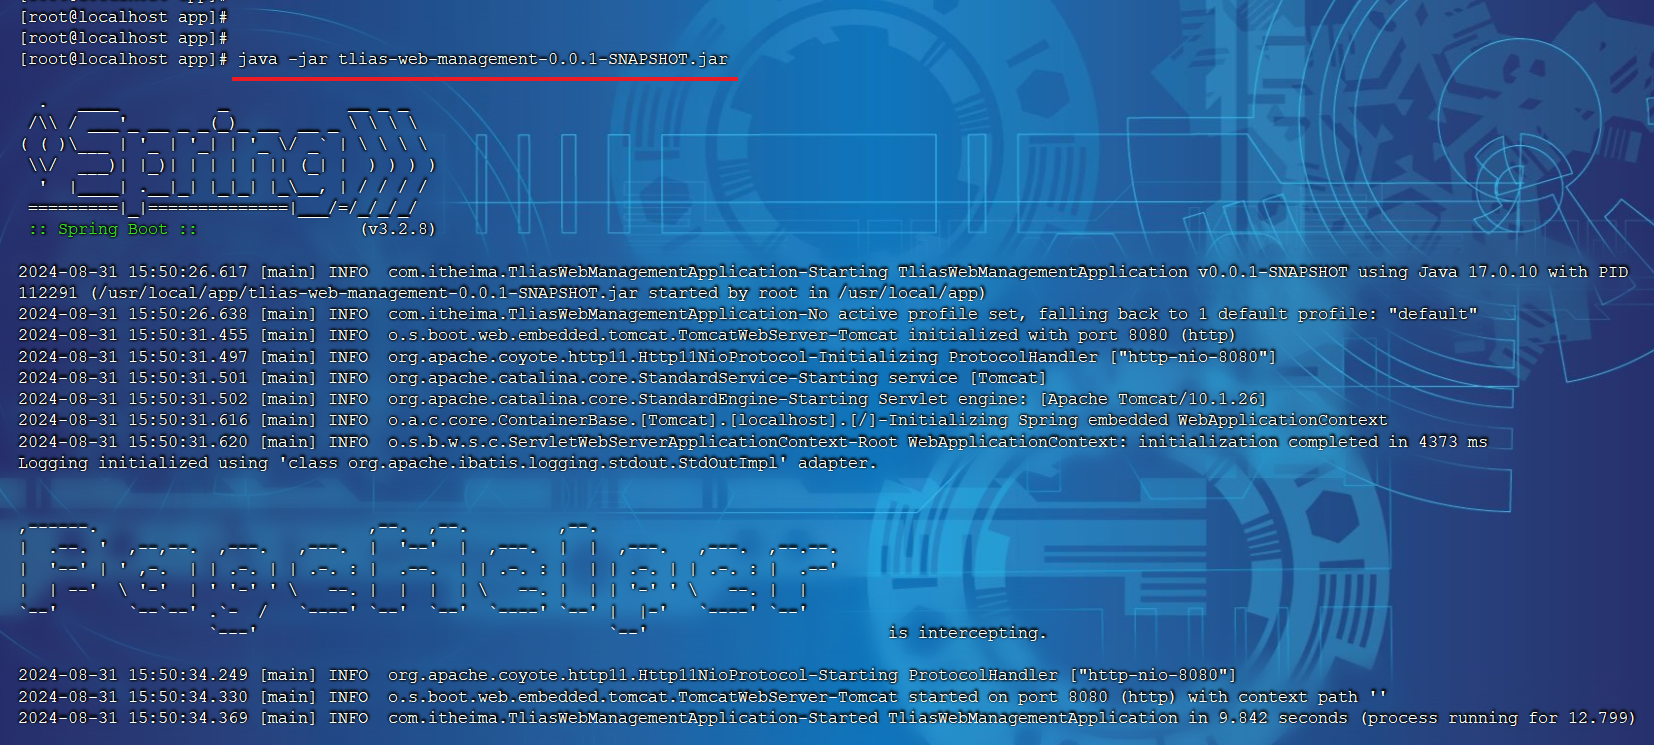 [root@localhost app]#
[root@localhost app]#
[root@localhost app]# java -jar tlias-web-management-0.0.1-SNAPSHOT.jar
Spring
:: Spring Boot :: (v3.2.8)
2024-08-31 15:50:26.617 [main] INFO com.itheima.TliasWebManagementApplication-Starting TliasWebManagementApplication v0.0.1-SNAPSHOT using Java 17.0.10 with PID
112291 (/usr/local/app/tlias-web-management-0.0.1-SNAPSHOT.jar started by root in /usr/local/app)
2024-08-31 15:50:26.638 [main] INFO com.itheima.TliasWebManagementApplication-No active profile set, falling back to 1 default profile: "default"
2024-08-31 15:50:31.455 [main] INFO o.s.boot.web.embedded.tomcat.TomcatWebServer-Tomcat initialized with port 8080 (http)
2024-08-31 15:50:31.497 [main] INFO org.apache.coyote.http11.Http11NioProtocol-Initializing ProtocolHandler ["http-nio-8080"]
2024-08-31 15:50:31.501 [main] INFO org.apache.catalina.core.StandardService-Starting service [Tomcat]
2024-08-31 15:50:31.502 [main] INFO org.apache.catalina.core.StandardEngine-Starting Servlet engine: [Apache Tomcat/10.1.26]
2024-08-31 15:50:31.616 [main] INFO o.a.c.core.ContainerBase.[Tomcat].[localhost].[/]-Initializing Spring embedded WebApplicationContext
2024-08-31 15:50:31.620 [main] INFO o.s.b.w.s.c.ServletWebServerApplicationContext-Root WebApplicationContext: initialization completed in 4373 ms
Logging initialized using 'class org.apache.ibatis.logging.stdout.StdOutImpl' adapter.
PageHelper
is intercepting.
2024-08-31 15:50:34.249 [main] INFO org.apache.coyote.http11.Http11NioProtocol-Starting ProtocolHandler ["http-nio-8080"]
2024-08-31 15:50:34.330 [main] INFO o.s.boot.web.embedded.tomcat.TomcatWebServer-Tomcat started on port 8080 (http) with context path ''
2024-08-31 15:50:34.369 [main] INFO com.itheima.TliasWebManagementApplication-Started TliasWebManagementApplication in 9.842 seconds (process running for 12.799)